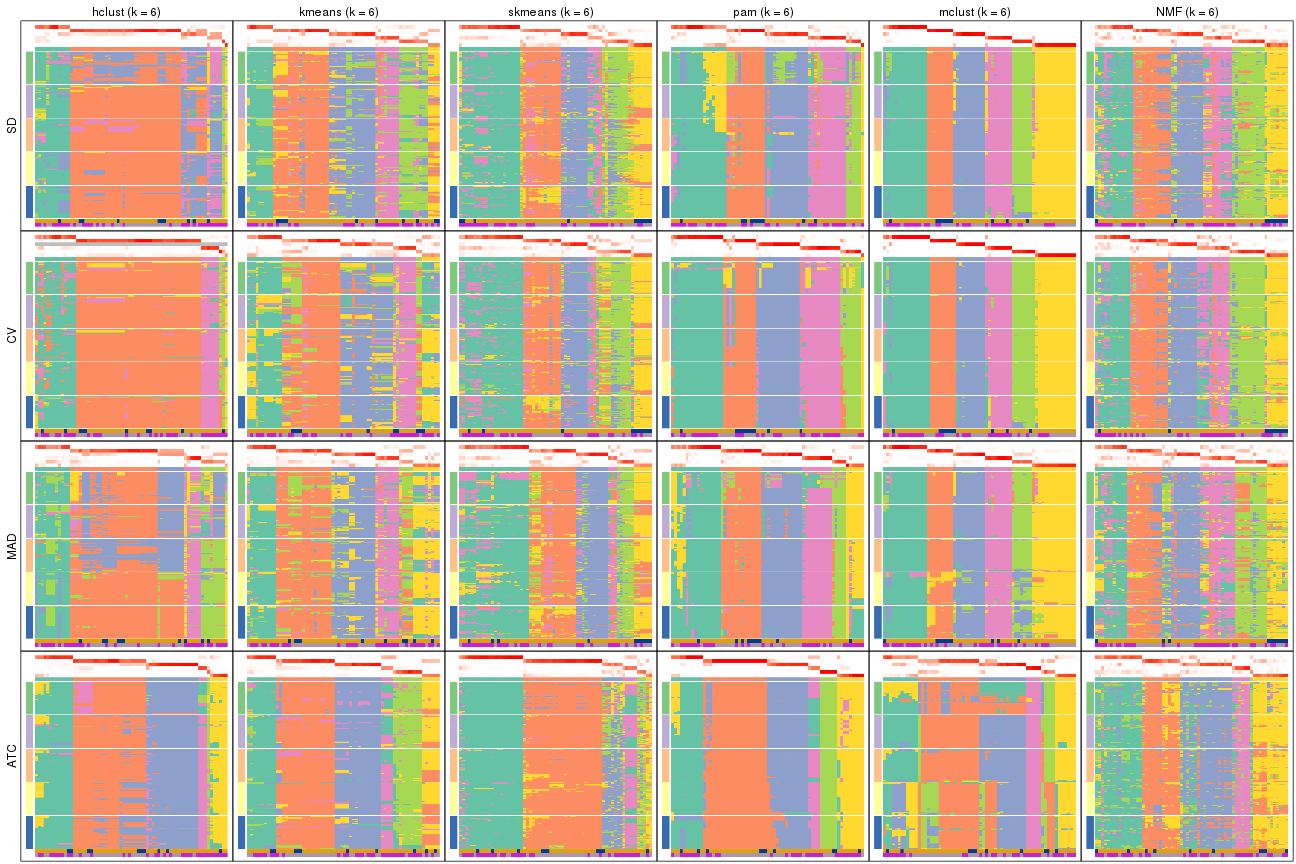 hclust (k = 6) kmeans (k = 6) skmeans (k = 6) pam (k = 6) mclust (k = 6) NMF (k = 6)
SD
CV
MAD
ATC